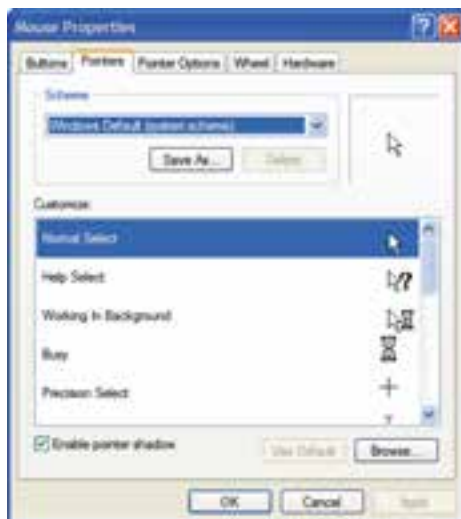 Mouse Properties
Buttons Pointers Pointer Options Wheel Hardware
Scheme
Windows Default (system scheme)
Save As... Delete
Customize:
Normal Select
Help Select
Working In Background
Busy
Precision Select
Enable pointer shadow
Use Default Browse...
OK Cancel Apply